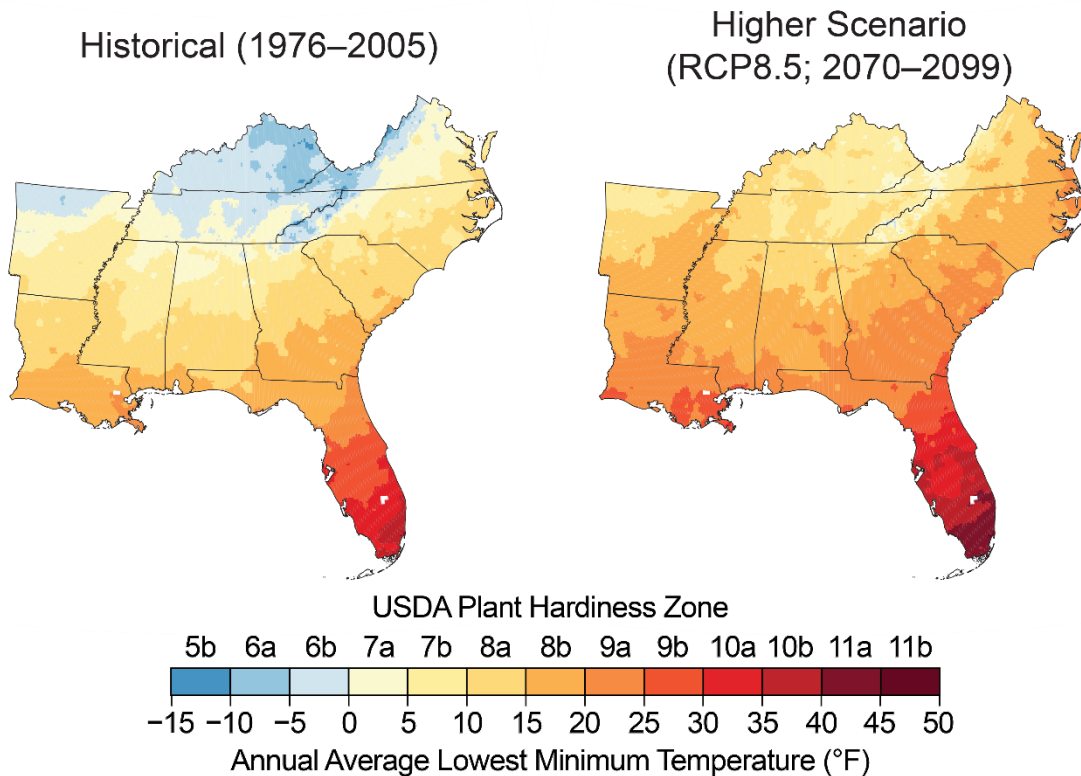 Historical (1976–2005)
Higher Scenario
(RCP8.5; 2070–2099)
USDA Plant Hardiness Zone
5b 6a 6b 7a 7b 8a 8b 9a 9b 10a 10b 11a 11b
−15 −10 −5 0 5 10 15 20 25 30 35 40 45 50
Annual Average Lowest Minimum Temperature (°F)